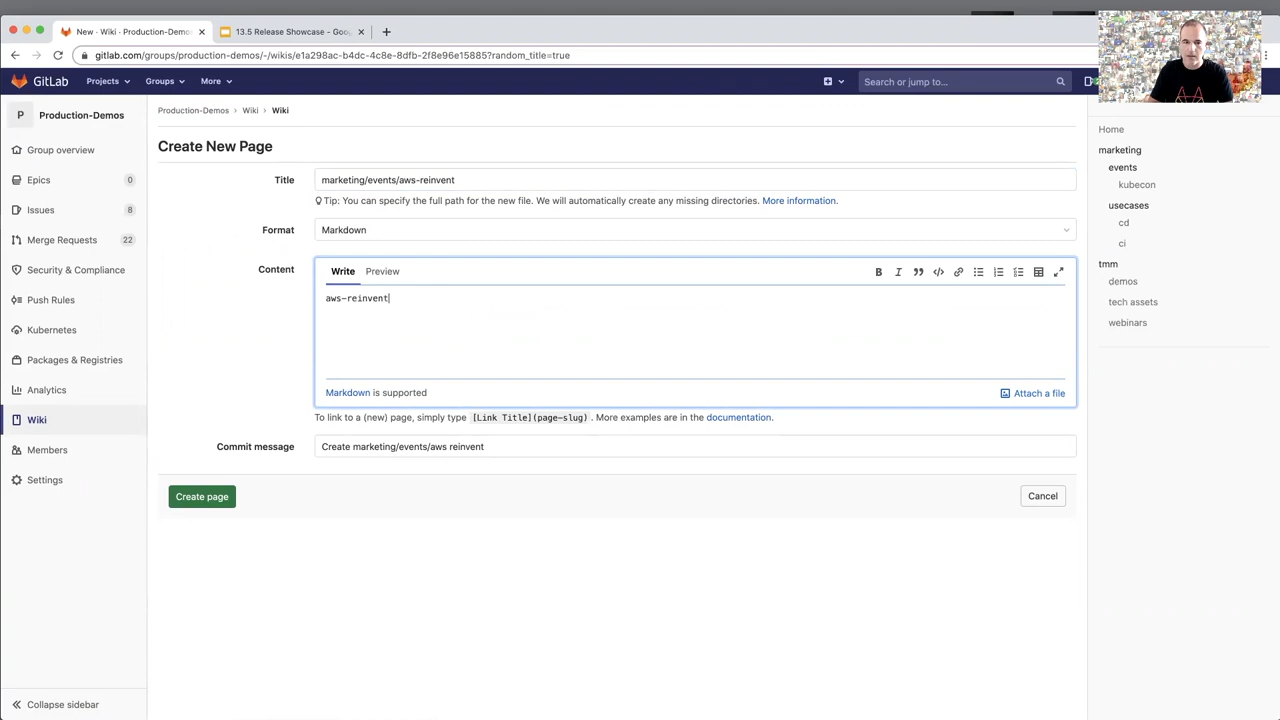 New · Wiki · Production-Demo
13.5 Release Showcase - Goo
gitlab.com/groups/production-demos/-/wikis/e1a298ac-b4dc-4c8e-8dfb-2f8e96e15885?random_title=true
GitLab
Projects
Groups
More
Search or jump to...
P
Production-Demos
Group overview
Epics 0
Issues 8
Merge Requests 22
Security & Compliance
Push Rules
Kubernetes
Packages & Registries
Analytics
Wiki
Members
Settings
Collapse sidebar
Production-Demos › Wiki › Wiki
Create New Page
Title
marketing/events/aws-reinvent
Tip: You can specify the full path for the new file. We will automatically create any missing directories. More information.
Format
Markdown
Content
Write
Preview
aws-reinvent
Markdown is supported
Attach a file
To link to a (new) page, simply type [Link Title](page-slug). More examples are in the documentation.
Commit message
Create marketing/events/aws reinvent
Create page
Cancel
Home
marketing
events
kubecon
usecases
cd
ci
tmm
demos
tech assets
webinars